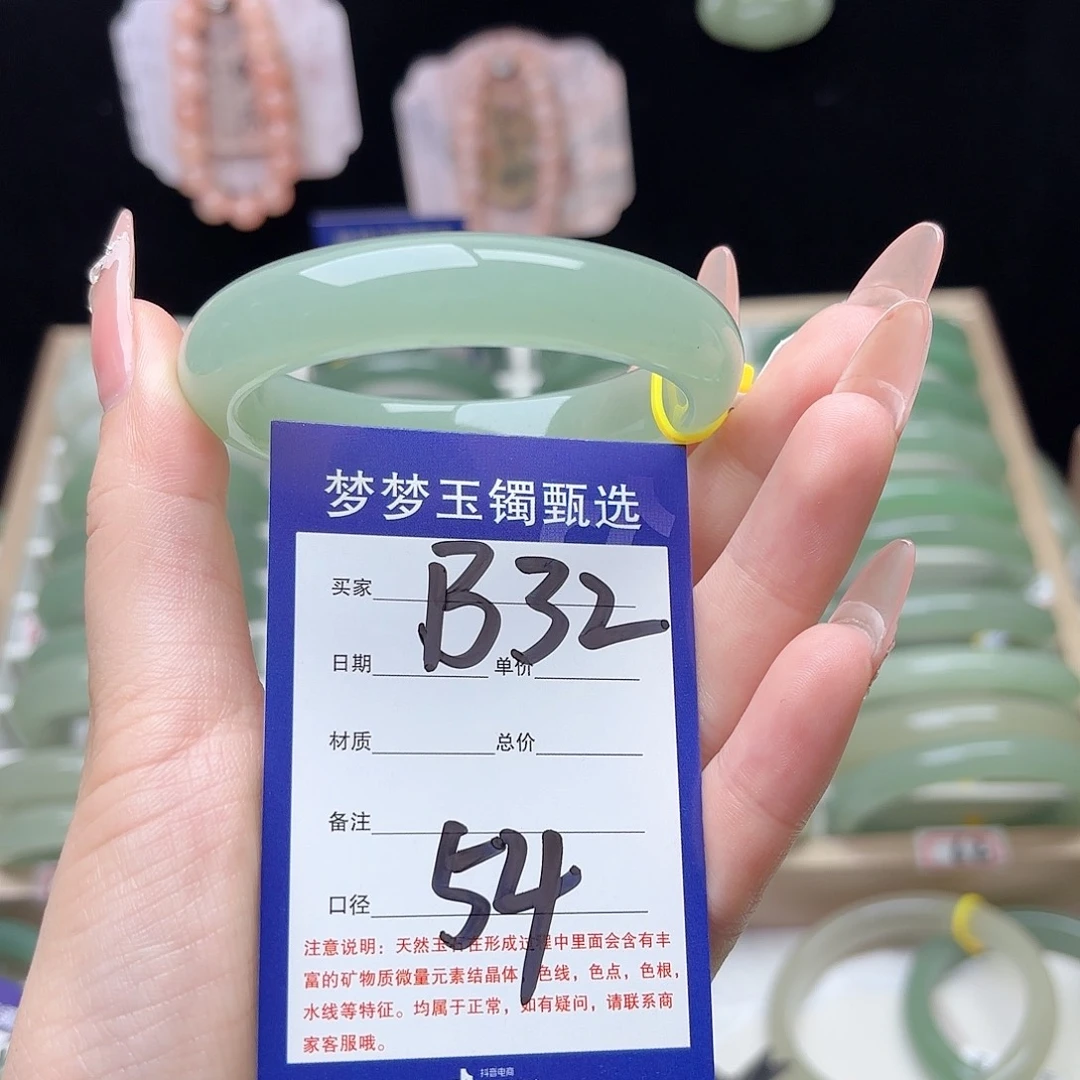 梦梦玉镯甄选
买家 B32
日期 单价
材质 总价
备注
口径 54
注意说明：天然玉石在形成过程中里面会含有丰
富的矿物质微量元素结晶体 色线，色点，色根，
水线等特征。均属于正常，如有疑问，请联系商
家客服哦。
抖音电商